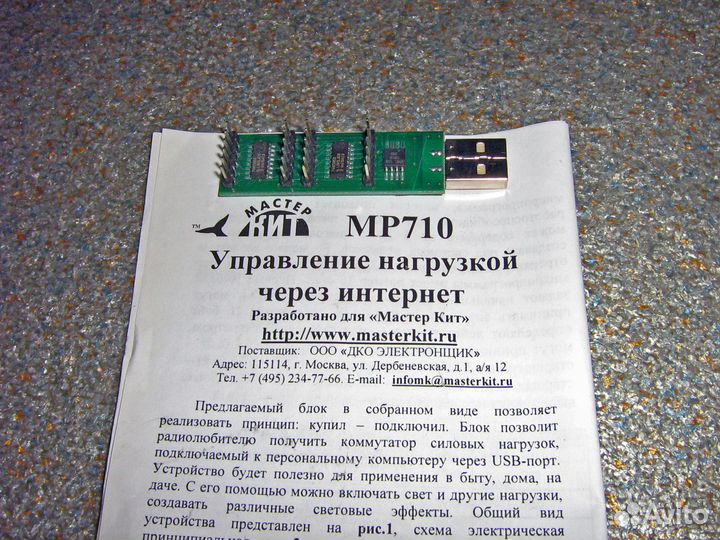 МАСТЕР
КИТ
TM
MP710
Управление нагрузкой
через интернет
Разработано для «Мастер Кит»
http://www.masterkit.ru
Поставщик: ООО «ДКО ЭЛЕКТРОНЩИК»
Адрес: 115114, г. Москва, ул. Дербеневская, д.1, а/я 12
Тел. +7 (495) 234-77-66. E-mail: infomk@masterkit.ru
Предлагаемый блок в собранном виде позволяет
реализовать принцип: купил – подключил. Блок позволит
радиолюбителю получить коммутатор силовых нагрузок,
подключаемый к персональному компьютеру через USB-порт.
Устройство будет полезно для применения в быту, дома, на
даче. С его помощью можно включать свет и другие нагрузки,
создавать различные световые эффекты. Общий вид
устройства представлен на рис.1, схема электрическая
Avito